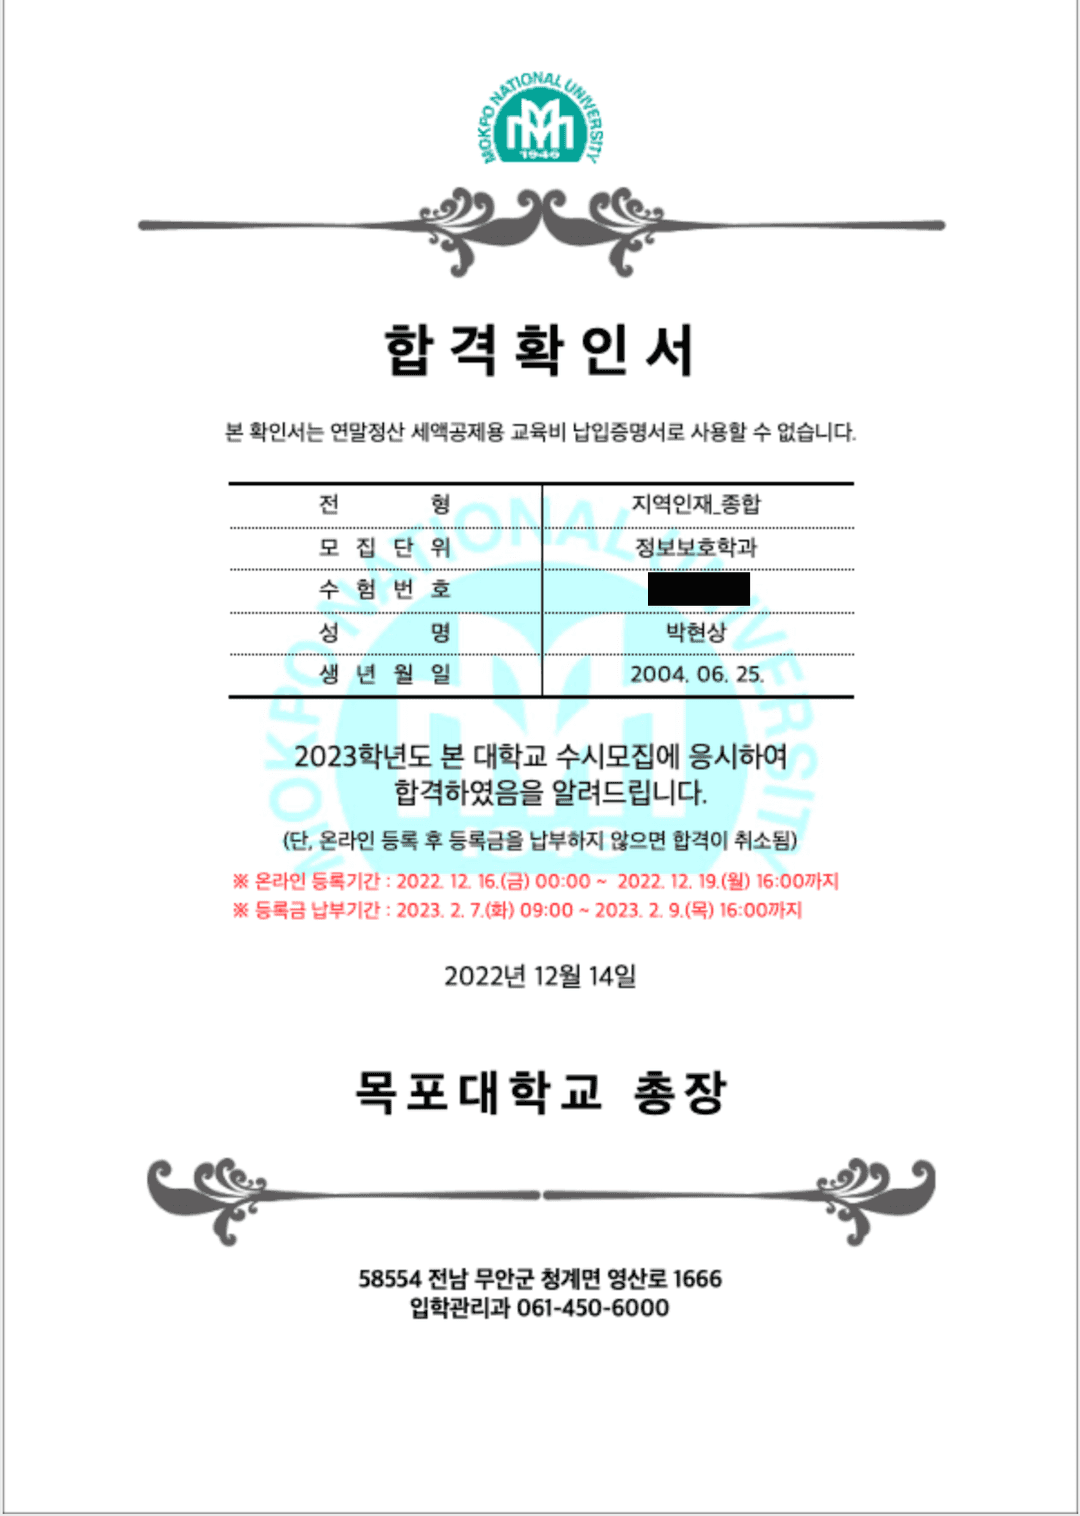 MOKPO NATIONAL UNIVERSITY
1946
합격확인서
본 확인서는 연말정산 세액공제용 교육비 납입증명서로 사용할 수 없습니다.
전 형 지역인재_종합
모 집 단 위 정보보호학과
수 험 번 호
성 명 박현상
생 년 월 일 2004. 06. 25.
2023학년도 본 대학교 수시모집에 응시하여
합격하였음을 알려드립니다.
(단, 온라인 등록 후 등록금을 납부하지 않으면 합격이 취소됨)
※ 온라인 등록기간 : 2022. 12. 16.(금) 00:00 ~ 2022. 12. 19.(월) 16:00까지
※ 등록금 납부기간 : 2023. 2. 7.(화) 09:00 ~ 2023. 2. 9.(목) 16:00까지
2022년 12월 14일
목포대학교 총장
58554 전남 무안군 청계면 영산로 1666
입학관리과 061-450-6000
MOKPO NATIONAL UNIVERSITY